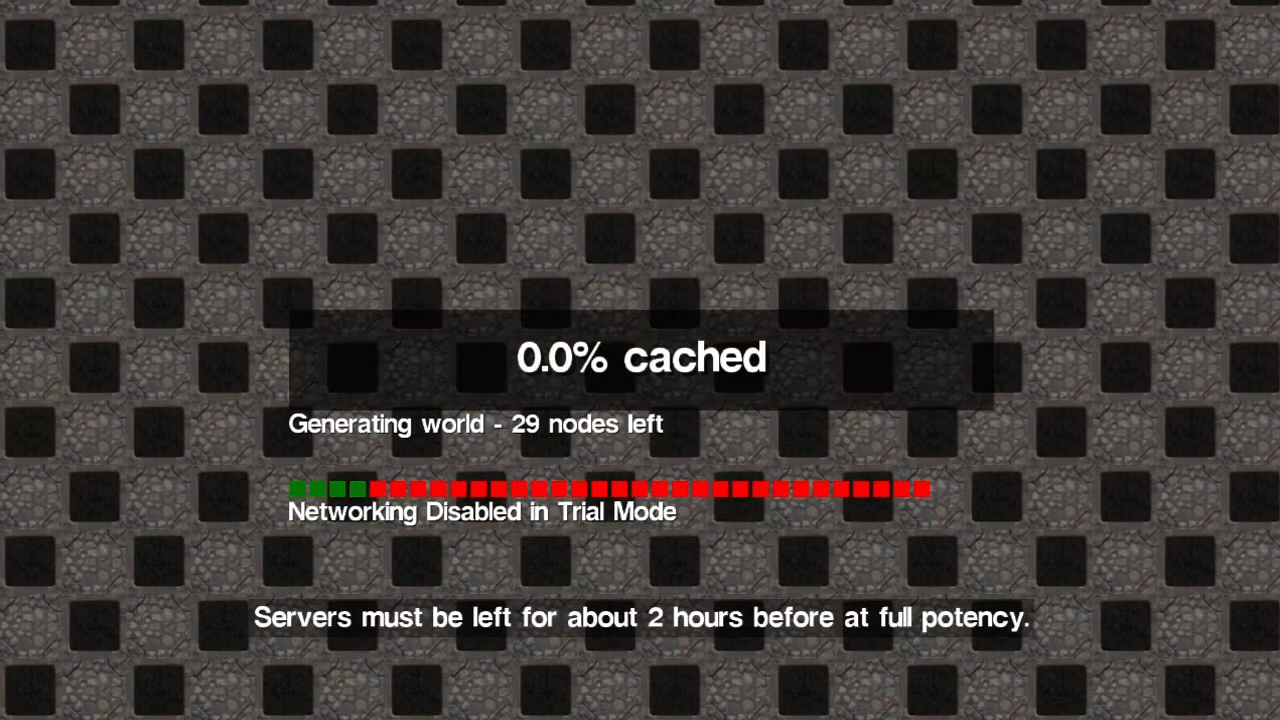 0.0% cached
Generating world - 29 nodes left
Networking Disabled in Trial Mode
Servers must be left for about 2 hours before at full potency.